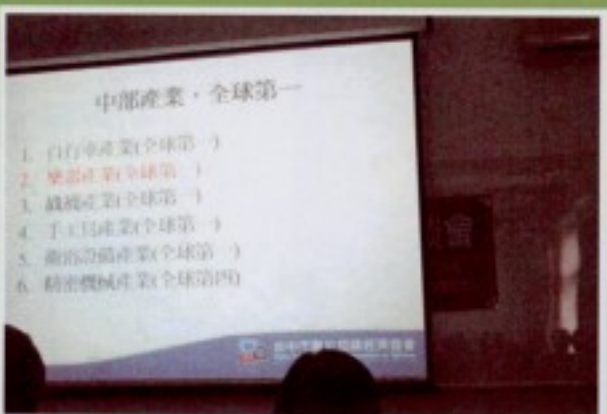 中部產業，全球第一
1. 自行車產業(全球第一)
2. 樂器產業(全球第一)
3. 織襪產業(全球第一)
4. 手工具產業(全球第一)
5. 衛浴設備產業(全球第一)
6. 精密機械產業(全球第四)
會